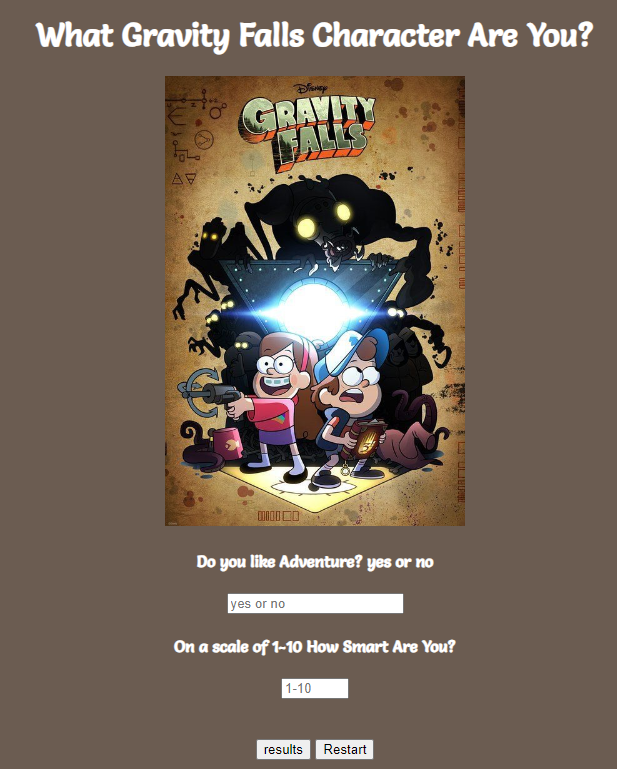 What Gravity Falls Character Are You?
Disney
GRAVITY
FALLS
Do you like Adventure? yes or no
yes or no
On a scale of 1-10 How Smart Are You?
1-10
results Restart